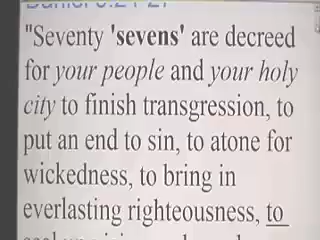 "Seventy 'sevens' are decreed
for your people and your holy
city to finish transgression, to
put an end to sin, to atone for
wickedness, to bring in
everlasting righteousness, to